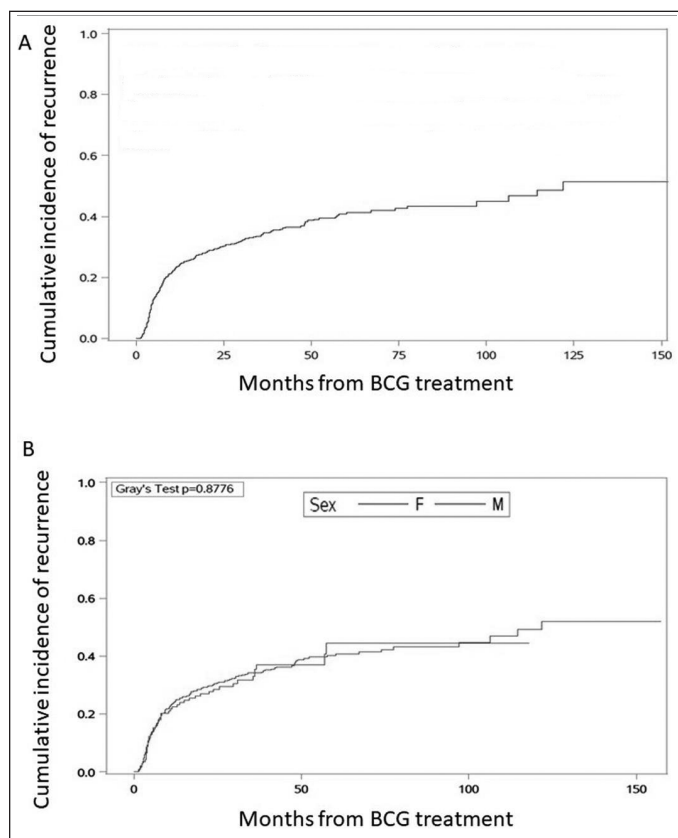 A
Cumulative incidence of recurrence
1.0
0.8
0.6
0.4
0.2
0.0
0 25 50 75 100 125 150
Months from BCG treatment
B
Cumulative incidence of recurrence
1.0
0.8
0.6
0.4
0.2
0.0
Gray's Test p=0.8776
Sex F M
0 50 100 150
Months from BCG treatment